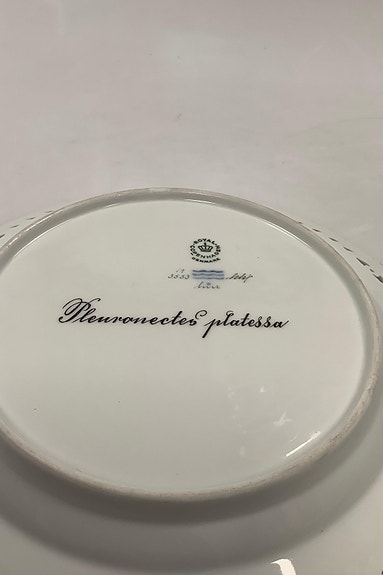 ROYAL
COPENHAGEN
DENMARK
Pleuronectes platessa